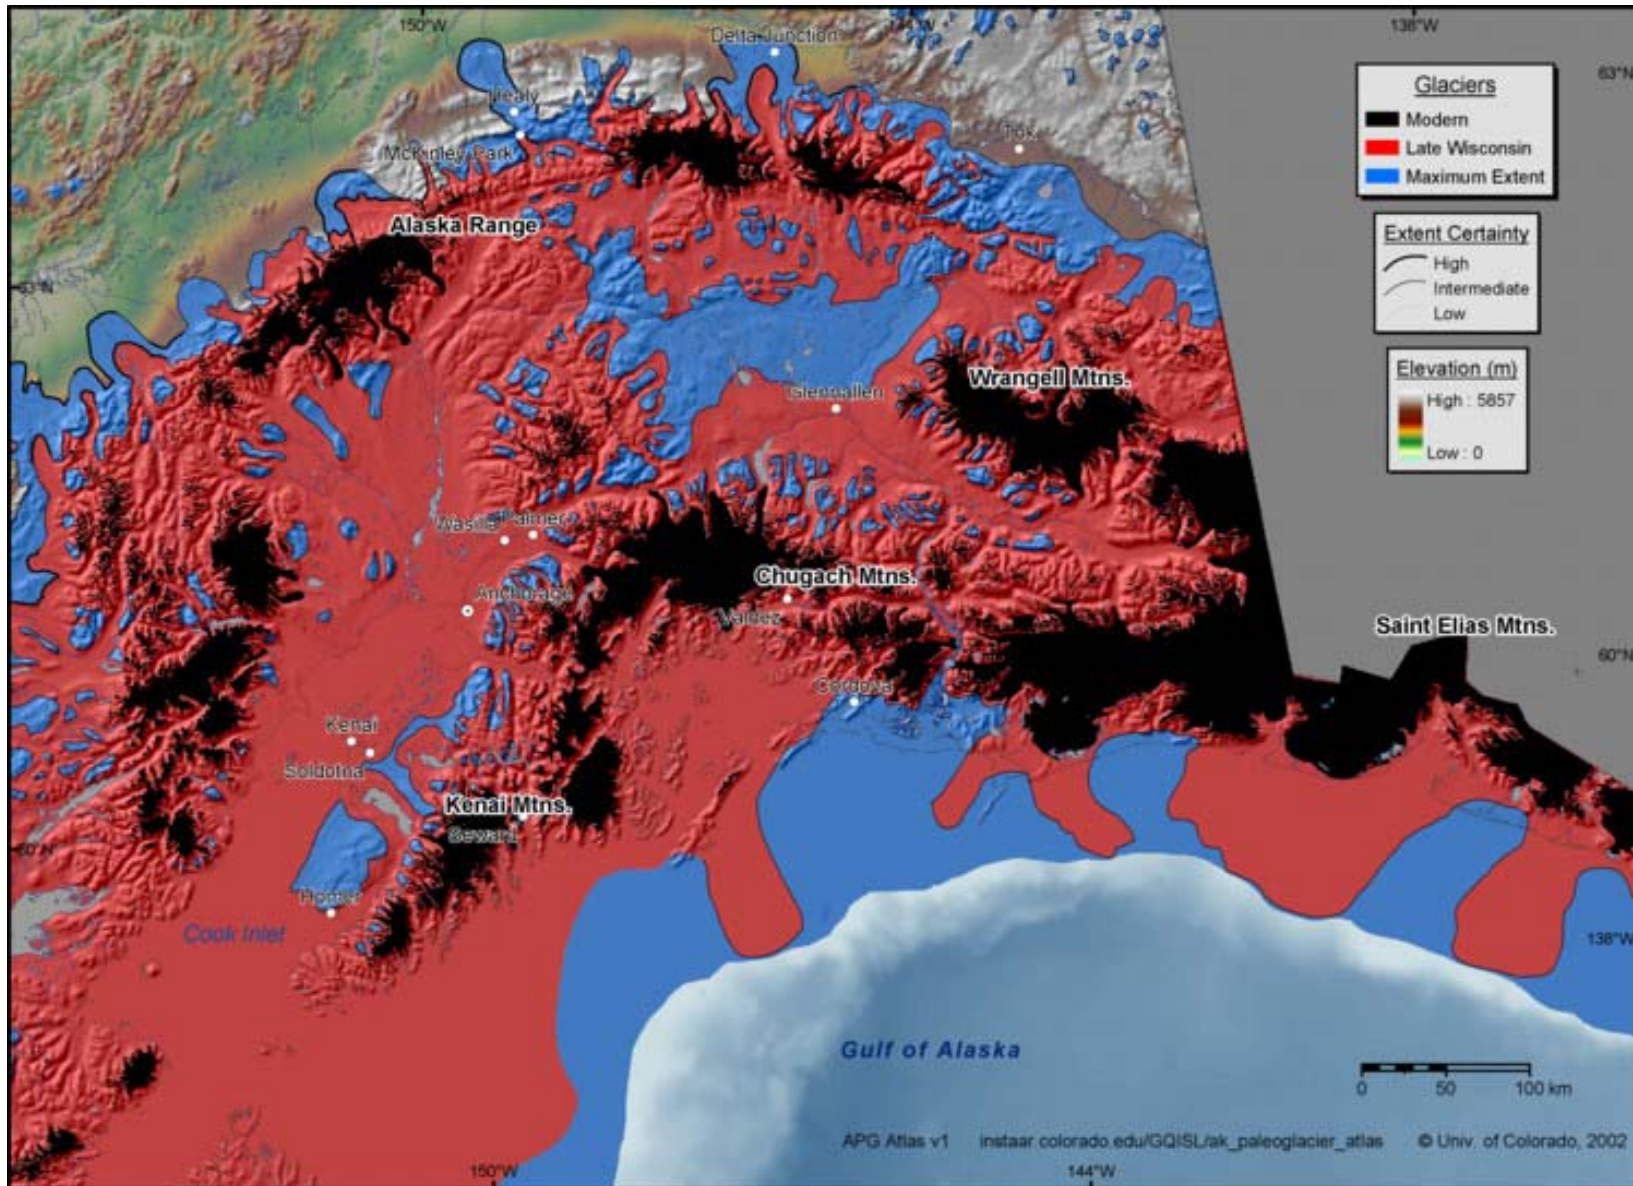 150°W
144°W
138°W
Delta Junction
63°N
Healy
McKinley Park
Tok
Glaciers
Modern
Late Wisconsin
Maximum Extent
Alaska Range
Extent Certainty
High
Intermediate
Low
63°N
Elevation (m)
High : 5857
Low : 0
Wrangell Mtns.
Glennallen
Wasilla
Palmer
Anchorage
Chugach Mtns.
Valdez
Saint Elias Mtns.
60°N
Cordova
Kenai
Soldotna
Kenai Mtns.
Seward
60°N
Homer
Cook Inlet
138°W
Gulf of Alaska
0 50 100 km
APG Atlas v1 instaar.colorado.edu/GQISL/ak_paleoglacier_atlas © Univ. of Colorado, 2002
150°W
144°W